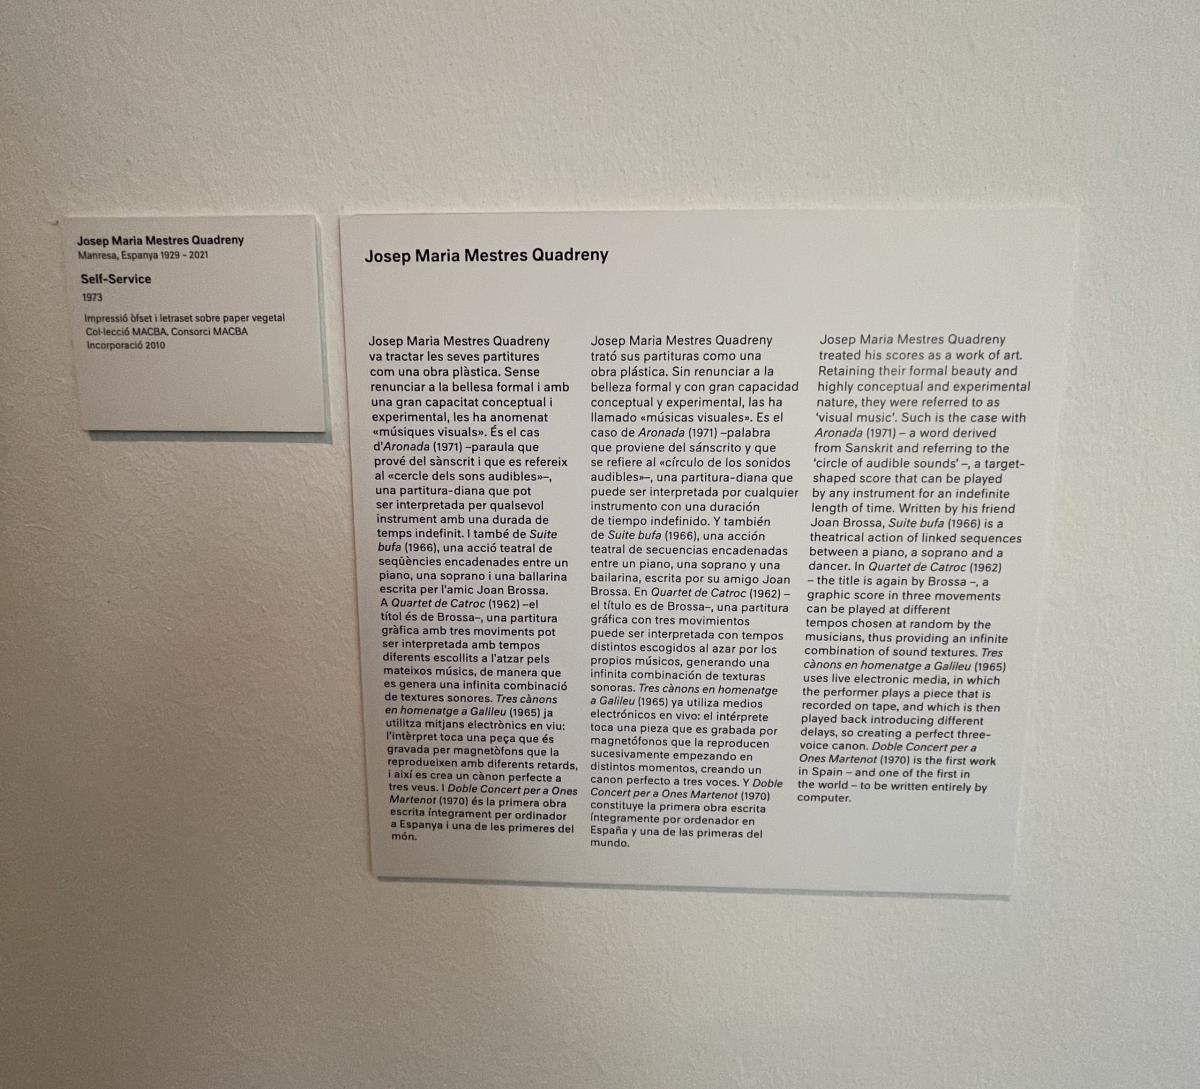 Josep Maria Mestres Quadreny
Manresa, Espanya 1929 - 2021
Self-Service
1973
Impressió òfset i letraset sobre paper vegetal
Col·lecció MACBA. Consorci MACBA
Incorporació 2010
Josep Maria Mestres Quadreny
Josep Maria Mestres Quadreny
va tractar les seves partitures
com una obra plàstica. Sense
renunciar a la bellesa formal i amb
una gran capacitat conceptual i
experimental, les ha anomenat
«músiques visuals». És el cas
d'Aronada (1971) –paraula que
prové del sànscrit i que es refereix
al «cercle dels sons audibles»–,
una partitura-diana que pot
ser interpretada per qualsevol
instrument amb una durada de
temps indefinit. I també de Suite
bufa (1966), una acció teatral de
seqüències encadenades entre un
piano, una soprano i una ballarina
escrita per l'amic Joan Brossa.
A Quartet de Catroc (1962) –el
títol és de Brossa–, una partitura
gràfica amb tres moviments pot
ser interpretada amb temps
diferents escollits a l'atzar pels
mateixos músics, de manera que
es genera una infinita combinació
de textures sonores. Tres cànons
en homenatge a Galileu (1965) ja
utilitza mitjans electrònics en viu:
l'intèrpret toca una peça que és
gravada per magnetòfons que la
reprodueixen amb diferents retards,
i així es crea un cànon perfecte a
tres veus. I Doble Concert per a Ones
Martenot (1970) és la primera obra
escrita íntegrament per ordinador
a Espanya i una de les primeres del
món.
Josep Maria Mestres Quadreny
trató sus partituras como una
obra plástica. Sin renunciar a la
belleza formal y con gran capacidad
conceptual y experimental, las ha
llamado «músicas visuales». Es el
caso de Aronada (1971) –palabra
que proviene del sánscrito y que
se refiere al «círculo de los sonidos
audibles»–, una partitura-diana que
puede ser interpretada por cualquier
instrumento con una duración
de tiempo indefinido. Y también
de Suite bufa (1966), una acción
teatral de secuencias encadenadas
entre un piano, una soprano y una
bailarina, escrita por su amigo Joan
Brossa. En Quartet de Catroc (1962) –
el título es de Brossa–, una partitura
gráfica con tres movimientos
puede ser interpretada con tempos
distintos escogidos al azar por los
propios músicos, generando una
infinita combinación de texturas
sonoras. Tres cànons en homenatge
a Galileu (1965) ya utiliza medios
electrónicos en vivo: el intérprete
toca una pieza que es grabada por
magnetófonos que la reproducen
sucesivamente empezando en
distintos momentos, creando un
canon perfecto a tres voces. Y Doble
Concert per a Ones Martenot (1970)
constituye la primera obra escrita
íntegramente por ordenador en
España y una de las primeras del
mundo.
Josep Maria Mestres Quadreny
treated his scores as a work of art.
Retaining their formal beauty and
highly conceptual and experimental
nature, they were referred to as
'visual music'. Such is the case with
Aronada (1971) – a word derived
from Sanskrit and referring to the
'circle of audible sounds' –, a target-
shaped score that can be played
by any instrument for an indefinite
length of time. Written by his friend
Joan Brossa, Suite bufa (1966) is a
theatrical action of linked sequences
between a piano, a soprano and a
dancer. In Quartet de Catroc (1962)
– the title is again by Brossa –, a
graphic score in three movements
can be played at different
tempos chosen at random by the
musicians, thus providing an infinite
combination of sound textures. Tres
cànons en homenatge a Galileu (1965)
uses live electronic media, in which
the performer plays a piece that is
recorded on tape, and which is then
played back introducing different
delays, so creating a perfect three-
voice canon. Doble Concert per a
Ones Martenot (1970) is the first work
in Spain – and one of the first in
the world – to be written entirely by
computer.